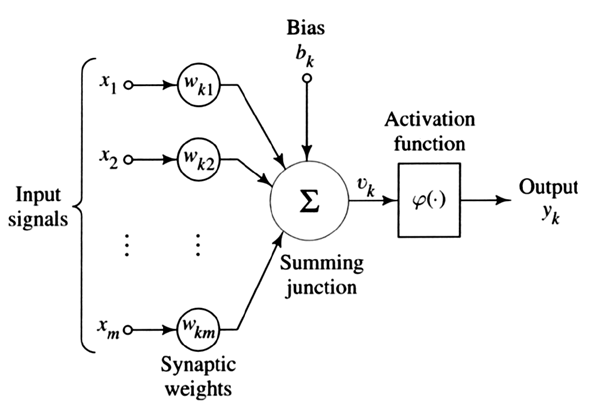 Bias
b_k
x_1
w_k1
Activation
function
x_2
w_k2
Input
signals
Σ
v_k
φ(·)
Output
y_k
⋮ ⋮
Summing
junction
x_m
w_km
Synaptic
weights